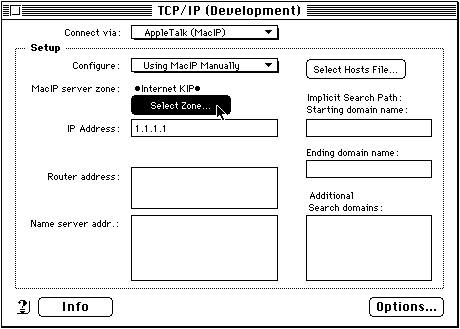 TCP/IP (Development)
Connect via: AppleTalk (MacIP)
Setup
Configure: Using MacIP Manually
Select Hosts File...
MacIP server zone: •Internet KIP•
Select Zone...
Implicit Search Path:
Starting domain name:
IP Address: 1.1.1.1
Ending domain name:
Router address:
Additional
Search domains:
Name server addr.:
?
Info
Options...